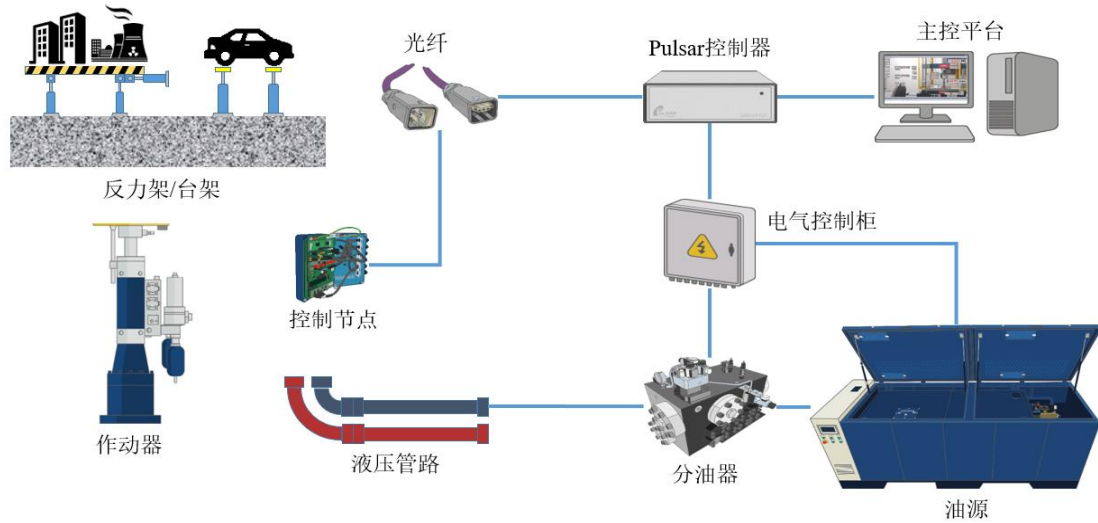 光纤
Pulsar控制器
主控平台
反力架/台架
电气控制柜
控制节点
作动器
液压管路
分油器
油源